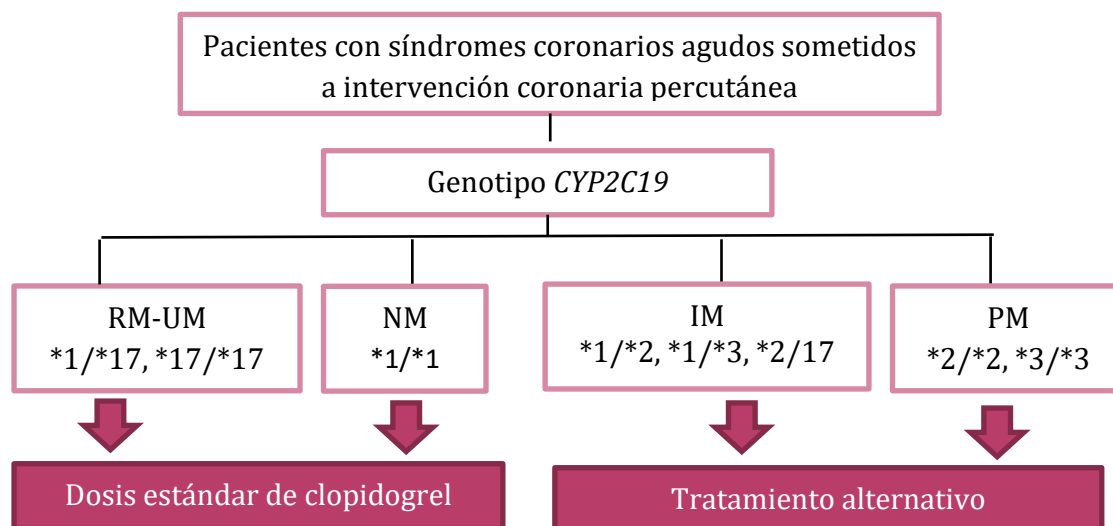 Pacientes con síndromes coronarios agudos sometidos
a intervención coronaria percutánea
Genotipo CYP2C19
RM-UM
*1/*17, *17/*17
NM
*1/*1
IM
*1/*2, *1/*3, *2/17
PM
*2/*2, *3/*3
Dosis estándar de clopidogrel
Tratamiento alternativo